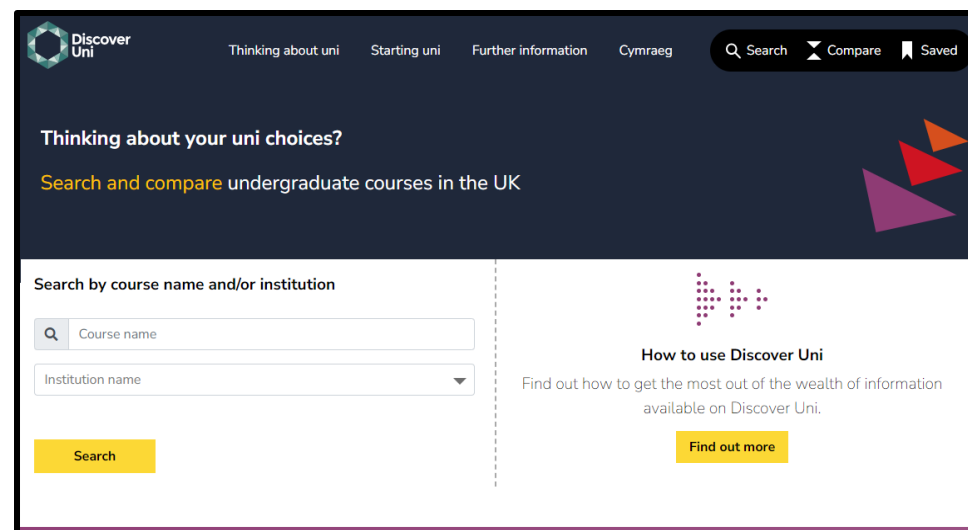 Discover
Uni
Thinking about uni
Starting uni
Further information
Cymraeg
Search
Compare
Saved
Thinking about your uni choices?
Search and compare undergraduate courses in the UK
Search by course name and/or institution
Course name
Institution name
Search
How to use Discover Uni
Find out how to get the most out of the wealth of information
available on Discover Uni.
Find out more